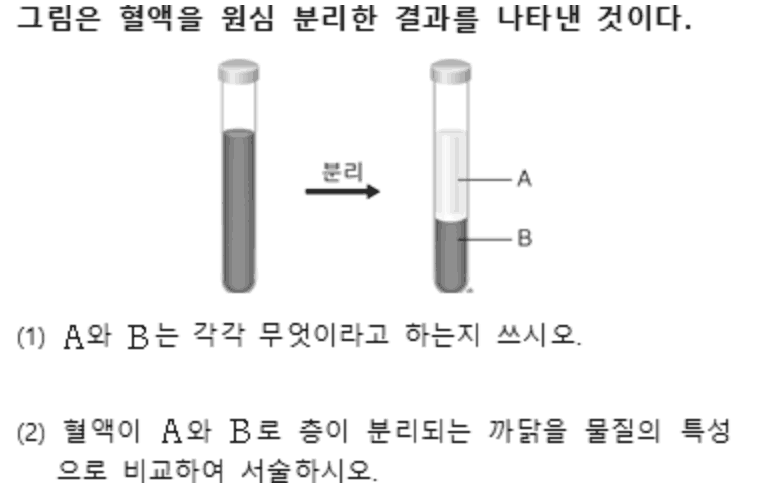 그림은 혈액을 원심 분리한 결과를 나타낸 것이다.
분리
A
B
(1) A와 B는 각각 무엇이라고 하는지 쓰시오.
(2) 혈액이 A와 B로 층이 분리되는 까닭을 물질의 특성
으로 비교하여 서술하시오.